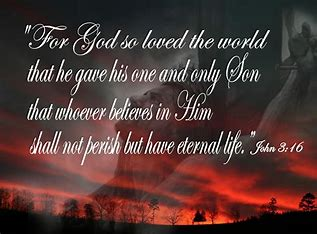 "For God so loved the world
that he gave his one and only Son
that whoever believes in Him
shall not perish but have eternal life." John 3:16